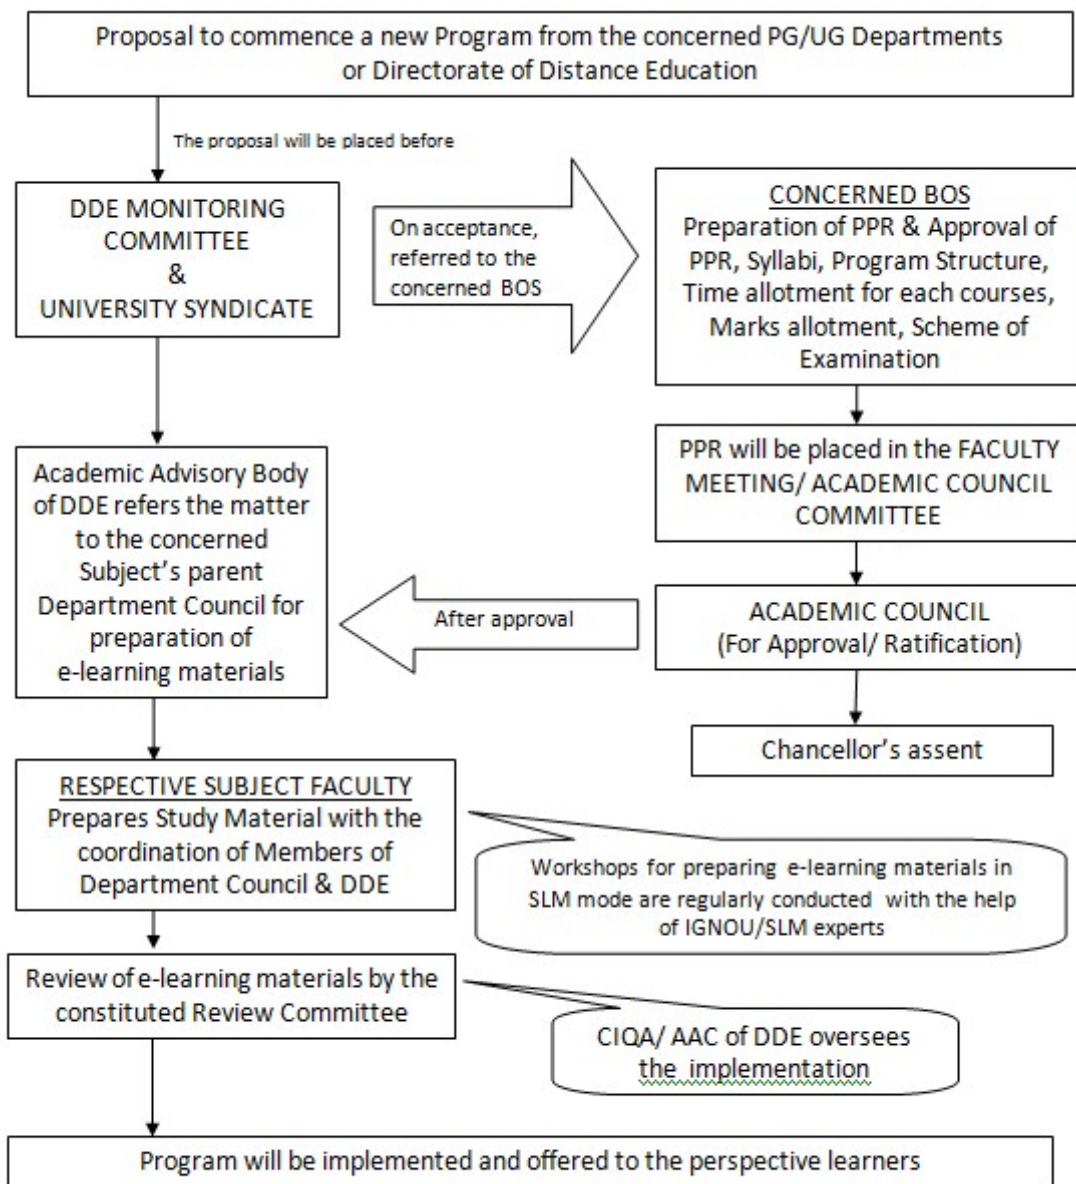 Proposal to commence a new Program from the concerned PG/UG Departments
or Directorate of Distance Education
The proposal will be placed before
DDE MONITORING
COMMITTEE
&
UNIVERSITY SYNDICATE
On acceptance,
referred to the
concerned BOS
CONCERNED BOS
Preparation of PPR & Approval of
PPR, Syllabi, Program Structure,
Time allotment for each courses,
Marks allotment, Scheme of
Examination
PPR will be placed in the FACULTY
MEETING/ ACADEMIC COUNCIL
COMMITTEE
ACADEMIC COUNCIL
(For Approval/ Ratification)
After approval
Chancellor's assent
Academic Advisory Body
of DDE refers the matter
to the concerned
Subject's parent
Department Council for
preparation of
e-learning materials
RESPECTIVE SUBJECT FACULTY
Prepares Study Material with the
coordination of Members of
Department Council & DDE
Workshops for preparing e-learning materials in
SLM mode are regularly conducted with the help
of IGNOU/SLM experts
Review of e-learning materials by the
constituted Review Committee
CIQA/ AAC of DDE oversees
the implementation
Program will be implemented and offered to the perspective learners